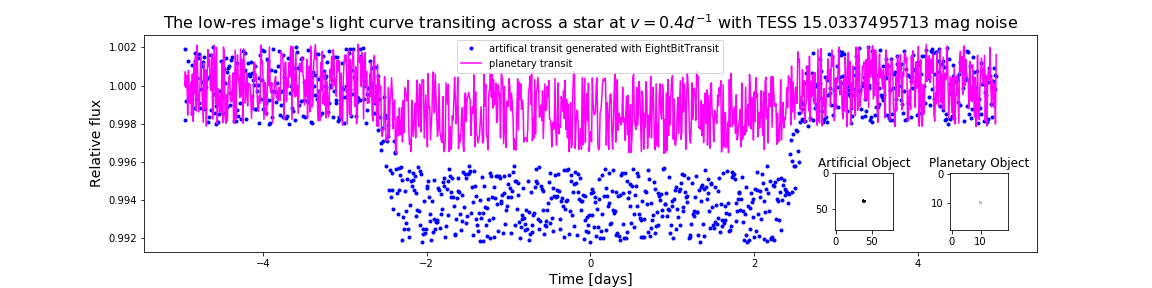 The low-res image's light curve transiting across a star at v = 0.4d⁻¹ with TESS 15.0337495713 mag noise
artifical transit generated with EightBitTransit
planetary transit
Relative flux
1.002
1.000
0.998
0.996
0.994
0.992
Artificial Object
Planetary Object
0
50
0
50
0
10
0
10
−4
−2
0
2
4
Time [days]